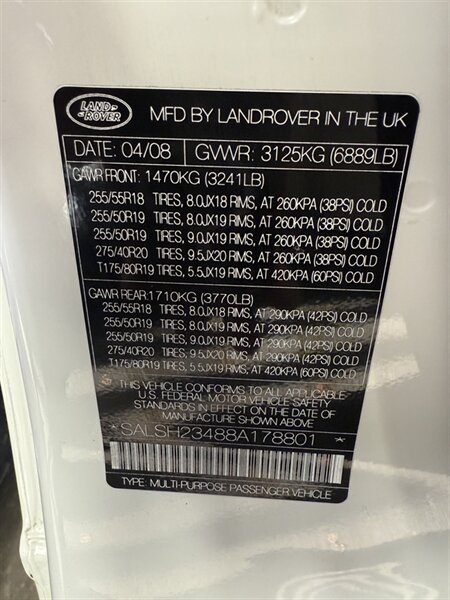 LAND
ROVER
MFD BY LANDROVER IN THE UK
DATE: 04/08 GVWR: 3125KG (6889LB)
GAWR FRONT: 1470KG (3241LB)
255/55R18 TIRES, 8.0JX18 RIMS, AT 260KPA (38PSI) COLD
255/50R19 TIRES, 8.0JX19 RIMS, AT 260KPA (38PSI) COLD
255/50R19 TIRES, 9.0JX19 RIMS, AT 260KPA (38PSI) COLD
275/40R20 TIRES, 9.5JX20 RIMS, AT 260KPA (38PSI) COLD
T175/80R19 TIRES, 5.5JX19 RIMS, AT 420KPA (60PSI) COLD
GAWR REAR: 1710KG (3770LB)
255/55R18 TIRES, 8.0JX18 RIMS, AT 290KPA (42PSI) COLD
255/50R19 TIRES, 8.0JX19 RIMS, AT 290KPA (42PSI) COLD
255/50R19 TIRES, 9.0JX19 RIMS, AT 290KPA (42PSI) COLD
275/40R20 TIRES, 9.5JX20 RIMS, AT 290KPA (42PSI) COLD
T175/80R19 TIRES, 5.5JX19 RIMS, AT 420KPA (60PSI) COLD
THIS VEHICLE CONFORMS TO ALL APPLICABLE
U.S. FEDERAL MOTOR VEHICLE SAFETY
STANDARDS IN EFFECT ON THE DATE OF
MANUFACTURE SHOWN ABOVE.
*SALSH23488A178801 *
TYPE: MULTI-PURPOSE PASSENGER VEHICLE